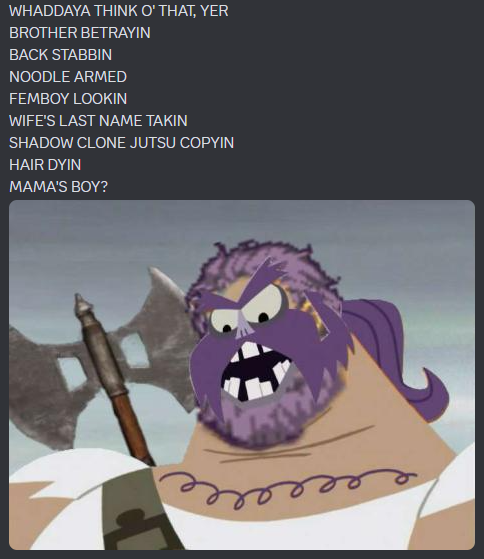 WHADDAYA THINK O' THAT, YER
BROTHER BETRAYIN
BACK STABBIN
NOODLE ARMED
FEMBOY LOOKIN
WIFE'S LAST NAME TAKIN
SHADOW CLONE JUTSU COPYIN
HAIR DYIN
MAMA'S BOY?